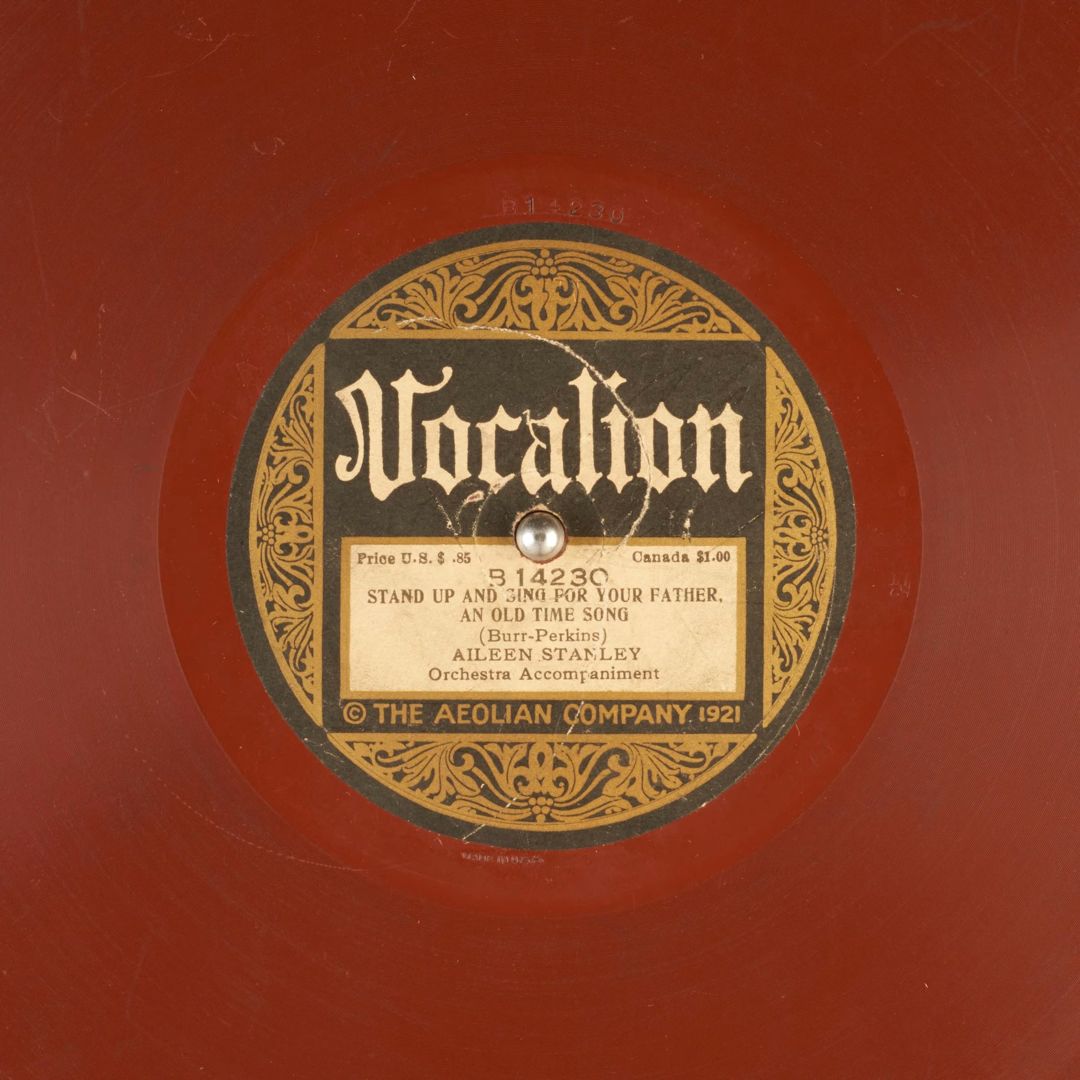 B14230
Vocalion
Price U.S. $ .85 Canada $1.00
B14230
STAND UP AND SING FOR YOUR FATHER,
AN OLD TIME SONG
(Burr-Perkins)
AILEEN STANLEY
Orchestra Accompaniment
© THE AEOLIAN COMPANY. 1921